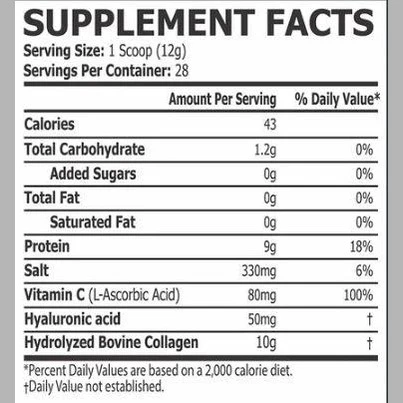 SUPPLEMENT FACTS
Serving Size: 1 Scoop (12g)
Servings Per Container: 28
Amount Per Serving % Daily Value*
Calories 43
Total Carbohydrate 1.2g 0%
Added Sugars 0g 0%
Total Fat 0g 0%
Saturated Fat 0g 0%
Protein 9g 18%
Salt 330mg 6%
Vitamin C (L-Ascorbic Acid) 80mg 100%
Hyaluronic acid 50mg †
Hydrolyzed Bovine Collagen 10g †
*Percent Daily Values are based on a 2,000 calorie diet.
†Daily Value not established.